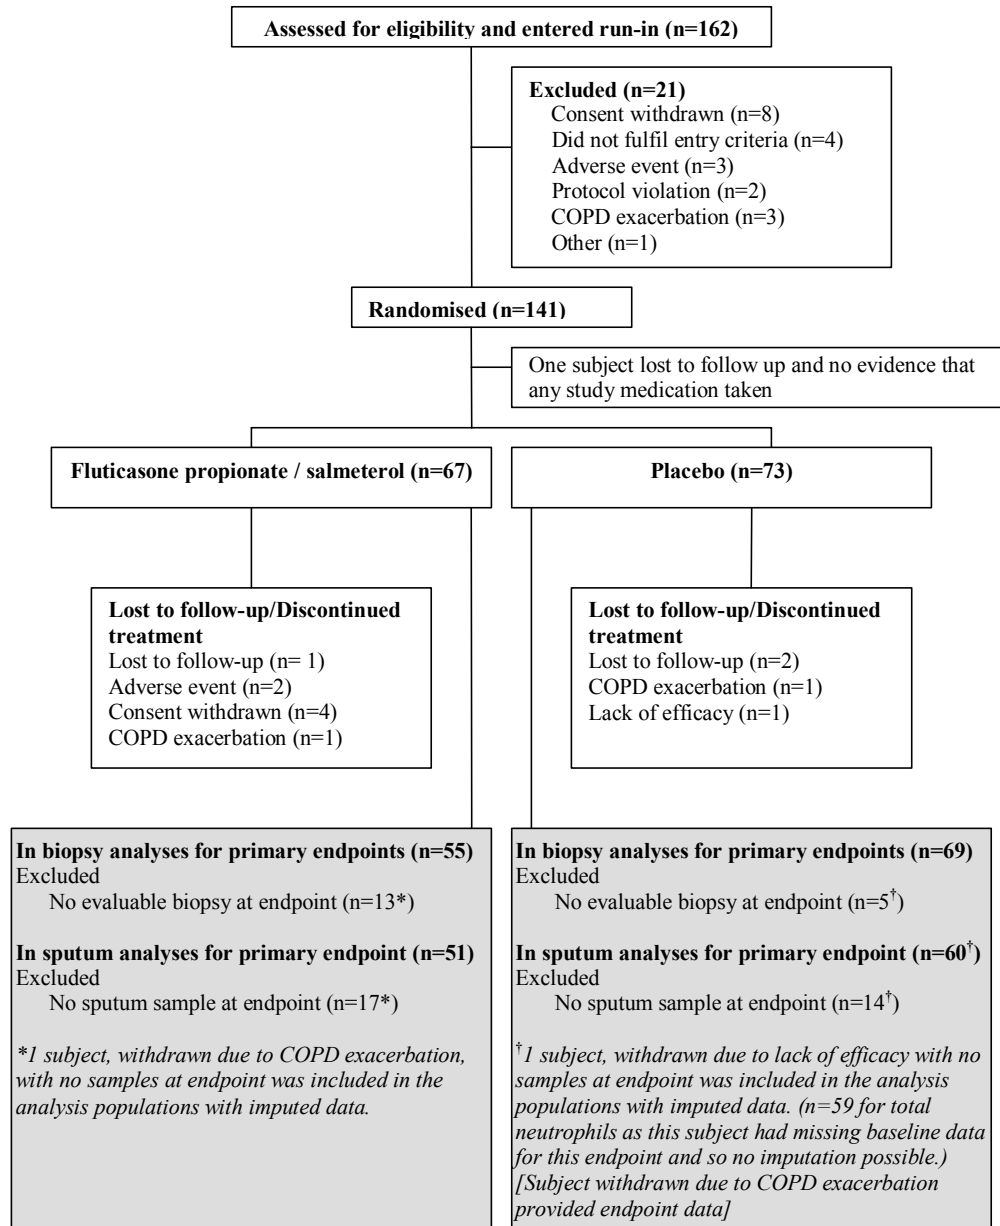 Assessed for eligibility and entered run-in (n=162)
Excluded (n=21)
Consent withdrawn (n=8)
Did not fulfil entry criteria (n=4)
Adverse event (n=3)
Protocol violation (n=2)
COPD exacerbation (n=3)
Other (n=1)
Randomised (n=141)
One subject lost to follow up and no evidence that
any study medication taken
Fluticasone propionate / salmeterol (n=67)
Placebo (n=73)
Lost to follow-up/Discontinued
treatment
Lost to follow-up (n= 1)
Adverse event (n=2)
Consent withdrawn (n=4)
COPD exacerbation (n=1)
Lost to follow-up/Discontinued
treatment
Lost to follow-up (n=2)
COPD exacerbation (n=1)
Lack of efficacy (n=1)
In biopsy analyses for primary endpoints (n=55)
Excluded
No evaluable biopsy at endpoint (n=13*)
In sputum analyses for primary endpoint (n=51)
Excluded
No sputum sample at endpoint (n=17*)
*1 subject, withdrawn due to COPD exacerbation,
with no samples at endpoint was included in the
analysis populations with imputed data.
In biopsy analyses for primary endpoints (n=69)
Excluded
No evaluable biopsy at endpoint (n=5†)
In sputum analyses for primary endpoint (n=60†)
Excluded
No sputum sample at endpoint (n=14†)
†1 subject, withdrawn due to lack of efficacy with no
samples at endpoint was included in the analysis
populations with imputed data. (n=59 for total
neutrophils as this subject had missing baseline data
for this endpoint and so no imputation possible.)
[Subject withdrawn due to COPD exacerbation
provided endpoint data]